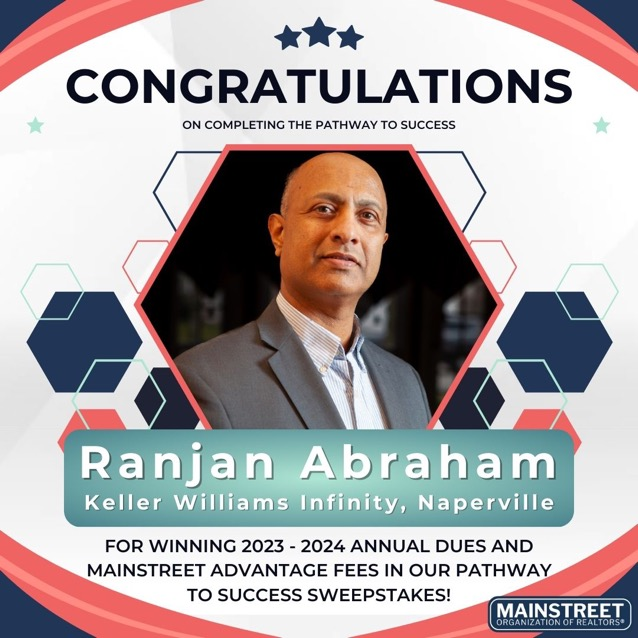 CONGRATULATIONS
ON COMPLETING THE PATHWAY TO SUCCESS
Ranjan Abraham
Keller Williams Infinity, Naperville
FOR WINNING 2023 - 2024 ANNUAL DUES AND
MAINSTREET ADVANTAGE FEES IN OUR PATHWAY
TO SUCCESS SWEEPSTAKES!
MAINSTREET
ORGANIZATION OF REALTORS®